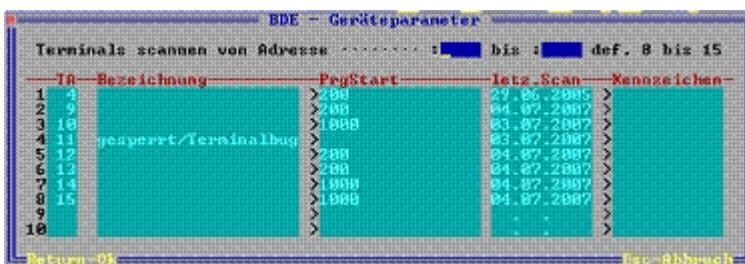 BDE - Geräteparameter
Terminals scannen von Adresse ········ : bis : def. 8 bis 15
TA Bezeichnung PrgStart letz.Scan Kennzeichen
1 4 >200 29.06.2005 >
2 9 >200 04.07.2007 >
3 10 >1000 03.07.2007 >
4 11 gesperrt/Terminalbug > 03.07.2007 >
5 12 >200 04.07.2007 >
6 13 >200 04.07.2007 >
7 14 >1000 04.07.2007 >
8 15 >1000 04.07.2007 >
9 > . . >
10 > . . >
Return-Ok Esc-Abbruch